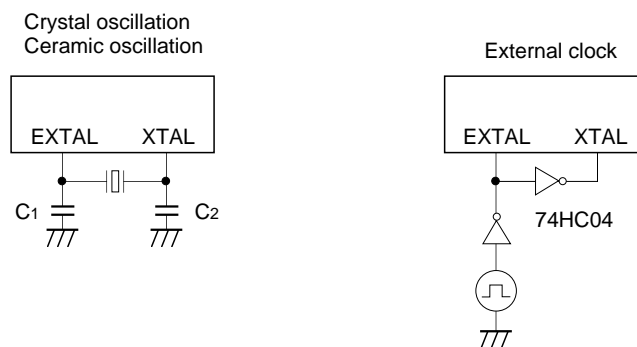 Crystal oscillation
Ceramic oscillation
EXTAL XTAL
C1 C2
External clock
EXTAL XTAL
74HC04